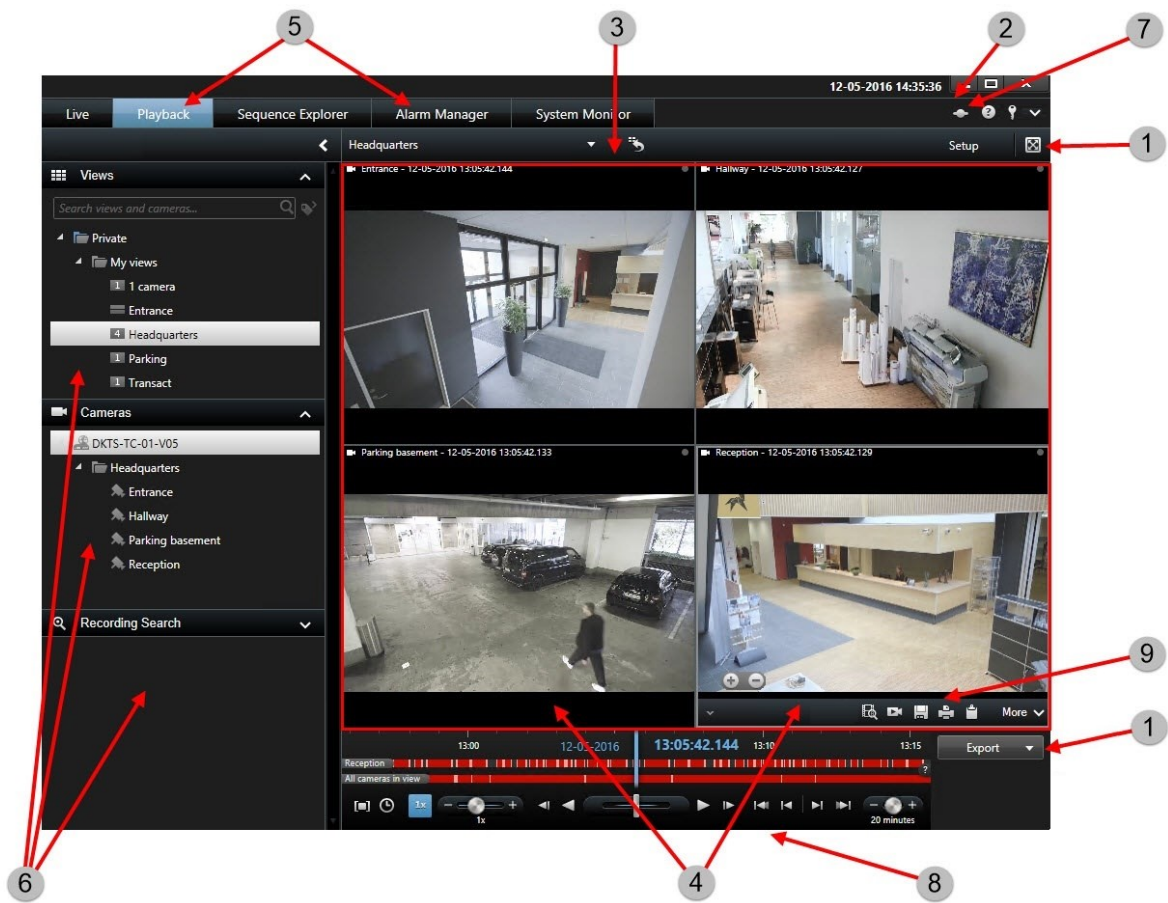 5
3
2
7
12-05-2016 14:35:36
Live
Playback
Sequence Explorer
Alarm Manager
System Monitor
Headquarters
Setup
1
Views
Search views and cameras...
Private
My views
1 1 camera
Entrance
4 Headquarters
1 Parking
1 Transact
Cameras
DKTS-TC-01-V05
Headquarters
Entrance
Hallway
Parking basement
Reception
Recording Search
Entrance - 12-05-2016 13:05:42.144
Hallway - 12-05-2016 13:05:42.127
Parking basement - 12-05-2016 13:05:42.133
Reception - 12-05-2016 13:05:42.129
9
More
1
13:00
12-05-2016
13:05:42.144
13:10
13:15
Export
Reception
?
All cameras in view
1x
1x
20 minutes
6
4
8